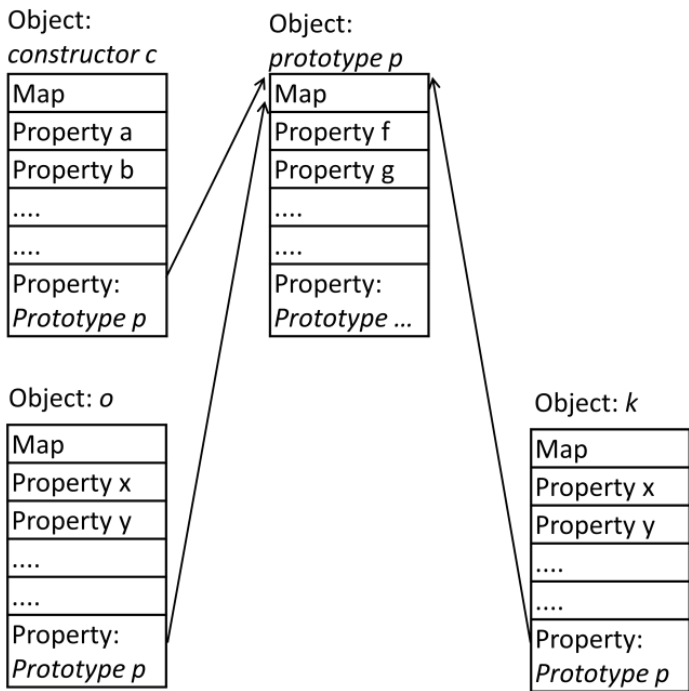 Object:
constructor c
Map
Property a
Property b
....
....
Property:
Prototype p
Object:
prototype p
Map
Property f
Property g
....
....
Property:
Prototype ...
Object: o
Map
Property x
Property y
....
....
Property:
Prototype p
Object: k
Map
Property x
Property y
....
....
Property:
Prototype p